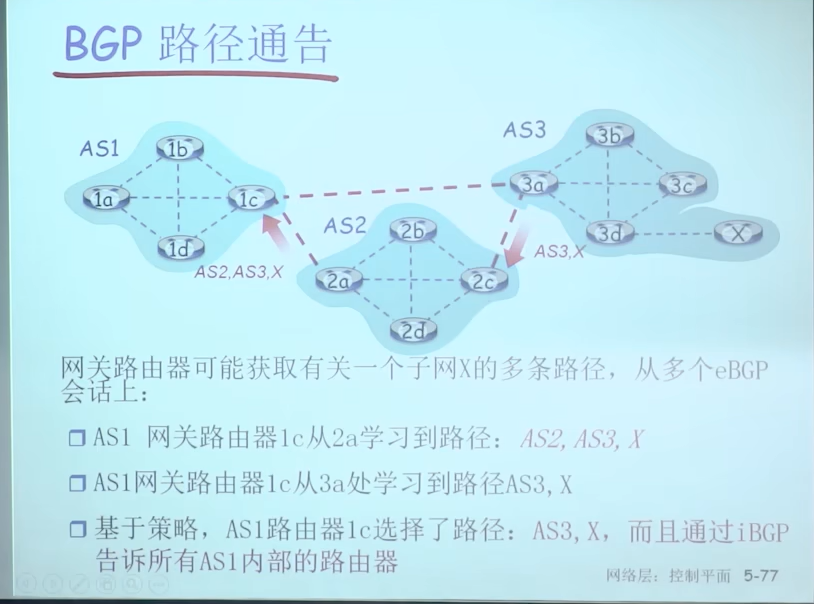 BGP 路径通告
AS1
1b
1a
1c
1d
AS2,AS3,X
AS2
2b
2a
2c
2d
AS3
3b
3a
3c
3d
X
AS3,X
网关路由器可能获取有关一个子网X的多条路径，从多个eBGP
会话上：
AS1 网关路由器1c从2a学习到路径：AS2,AS3,X
AS1网关路由器1c从3a处学习到路径AS3,X
基于策略，AS1路由器1c选择了路径：AS3,X，而且通过iBGP
告诉所有AS1内部的路由器
网络层：控制平面 5-77